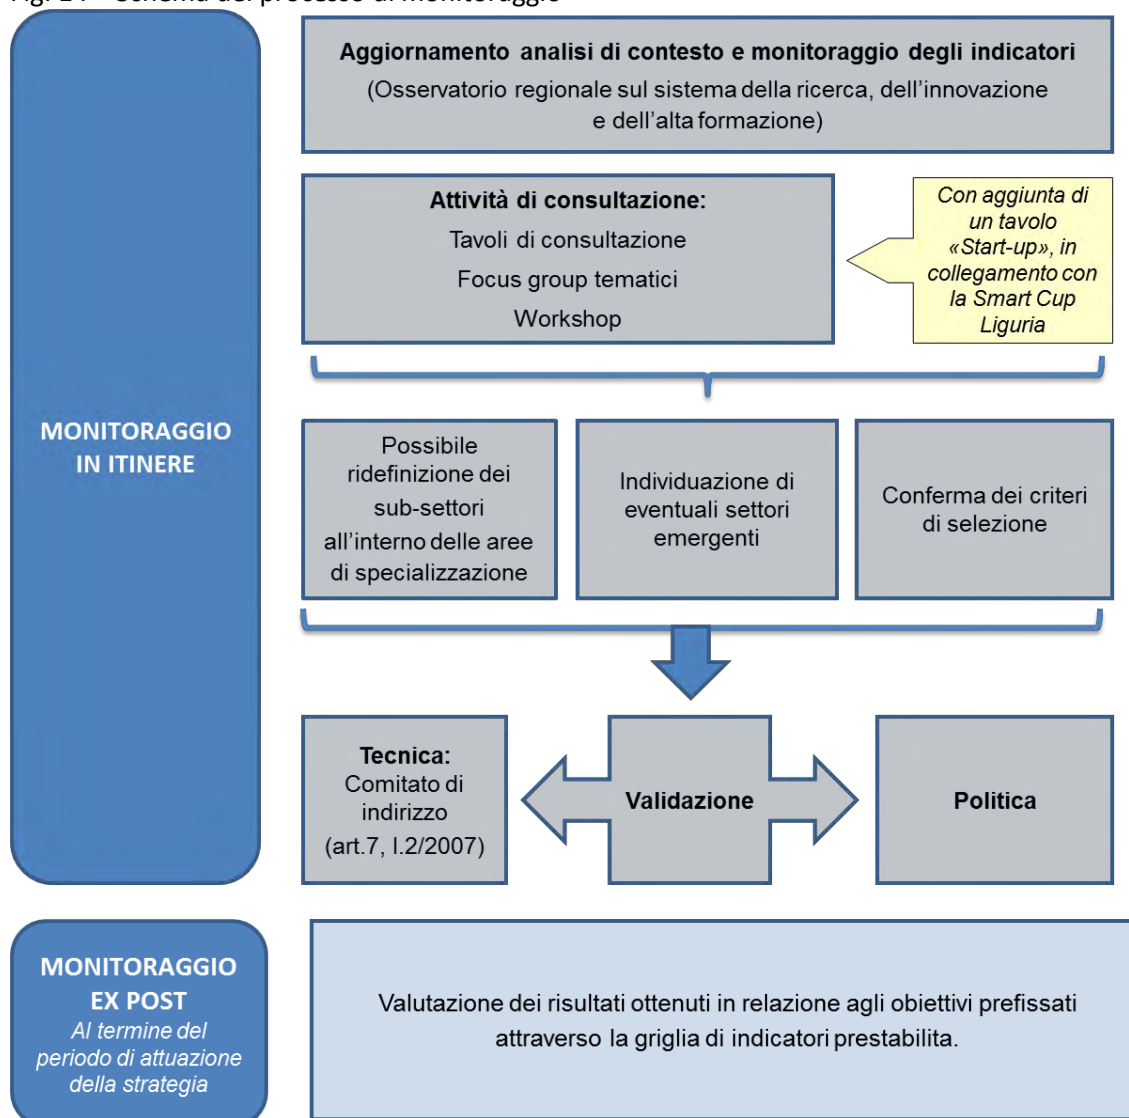 MONITORAGGIO
IN ITINERE
Aggiornamento analisi di contesto e monitoraggio degli indicatori
(Osservatorio regionale sul sistema della ricerca, dell'innovazione
e dell'alta formazione)
Attività di consultazione:
Tavoli di consultazione
Focus group tematici
Workshop
Con aggiunta di
un tavolo
«Start-up», in
collegamento con
la Smart Cup
Liguria
Possibile
ridefinizione dei
sub-settori
all'interno delle aree
di specializzazione
Individuazione di
eventuali settori
emergenti
Conferma dei criteri
di selezione
Tecnica:
Comitato di
indirizzo
(art.7, l.2/2007)
Validazione
Politica
MONITORAGGIO
EX POST
Al termine del
periodo di attuazione
della strategia
Valutazione dei risultati ottenuti in relazione agli obiettivi prefissati
attraverso la griglia di indicatori prestabilita.